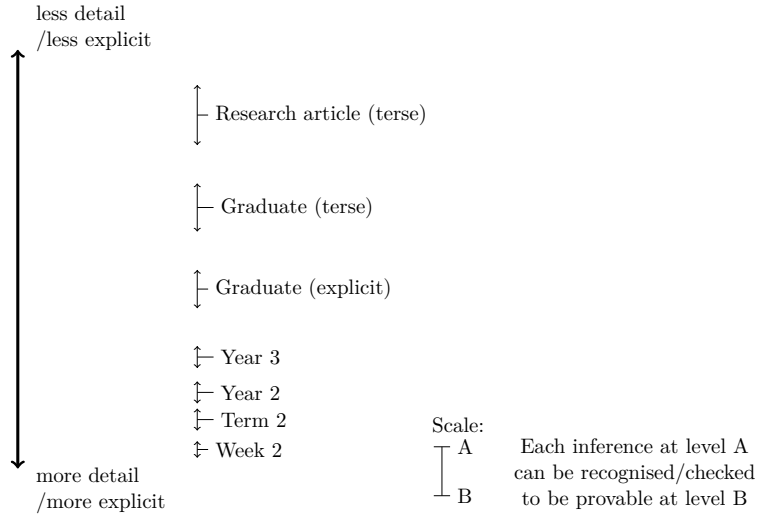 less detail
/less explicit
Research article (terse)
Graduate (terse)
Graduate (explicit)
Year 3
Year 2
Term 2
Week 2
more detail
/more explicit
Scale:
A
B
Each inference at level A
can be recognised/checked
to be provable at level B